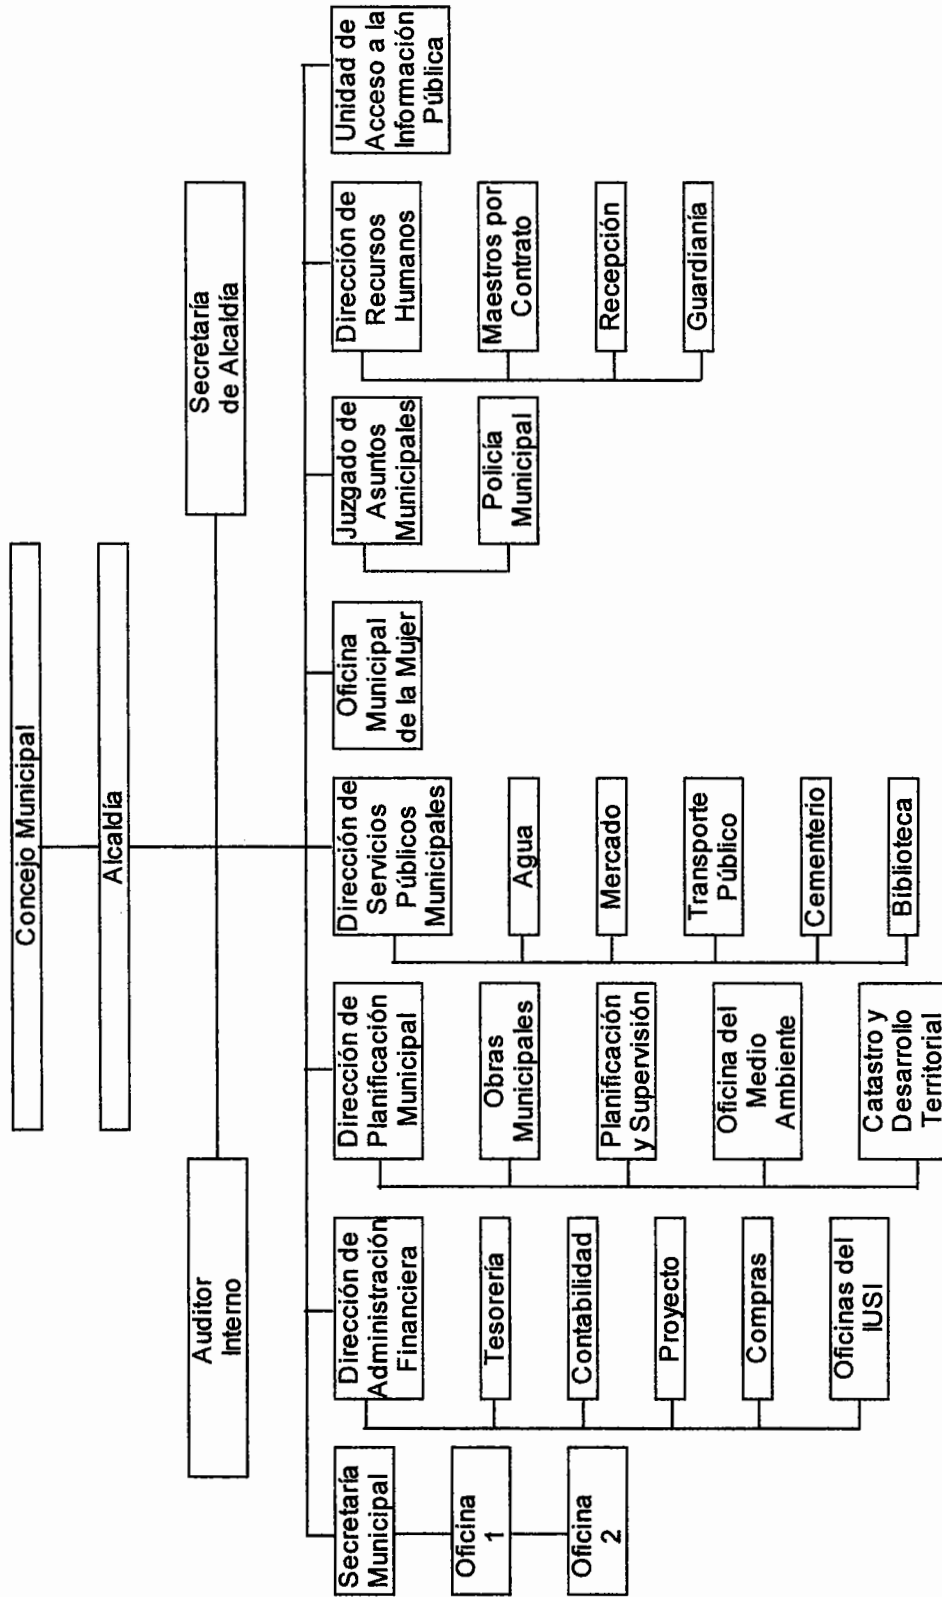 Concejo Municipal
Alcaldía
Auditor
Interno
Secretaría
de Alcaldía
Secretaría
Municipal
Oficina
1
Oficina
2
Dirección de
Administración
Financiera
Tesorería
Contabilidad
Proyecto
Compras
Oficinas del
IUSI
Dirección de
Planificación
Municipal
Obras
Municipales
Planificación
y Supervisión
Oficina del
Medio
Ambiente
Catastro y
Desarrollo
Territorial
Dirección de
Servicios
Públicos
Municipales
Agua
Mercado
Transporte
Público
Cementerio
Biblioteca
Oficina
Municipal
de la Mujer
Juzgado de
Asuntos
Municipales
Policía
Municipal
Dirección de
Recursos
Humanos
Maestros por
Contrato
Recepción
Guardianía
Unidad de
Acceso a la
Información
Pública